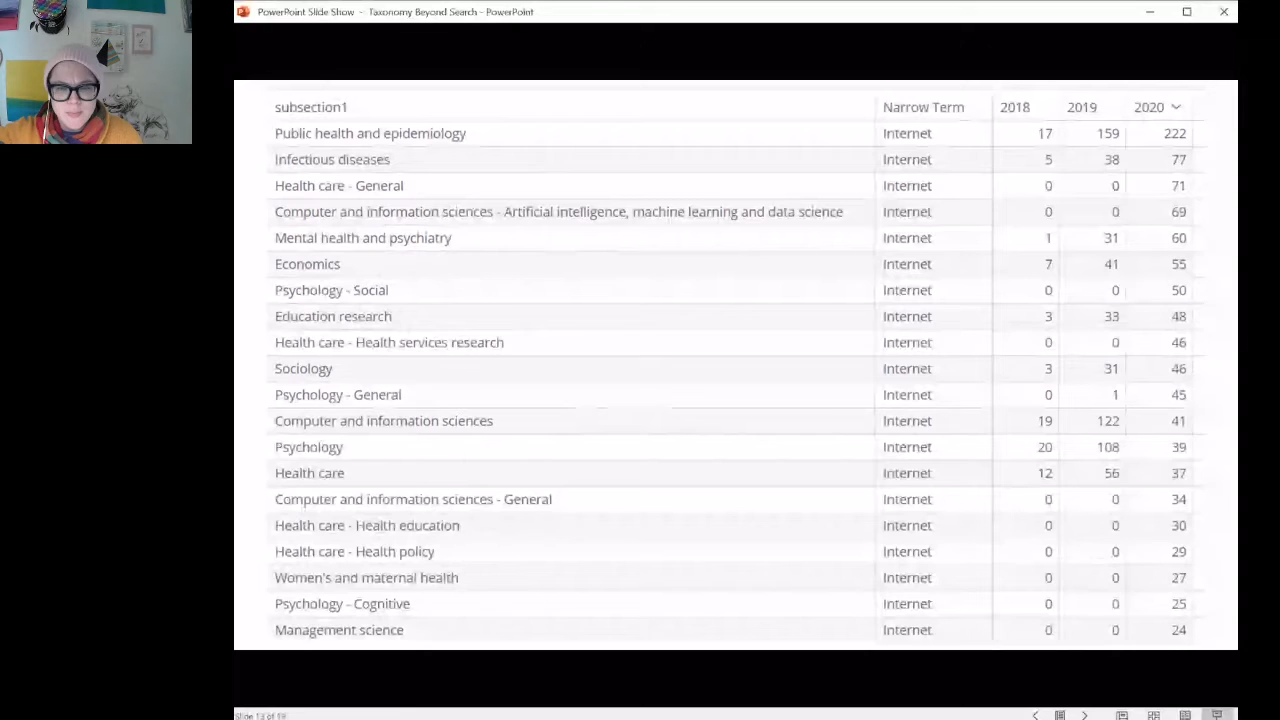 PowerPoint Slide Show - Taxonomy Beyond Search - PowerPoint
subsection1 Narrow Term 2018 2019 2020
Public health and epidemiology Internet 17 159 222
Infectious diseases Internet 5 38 77
Health care - General Internet 0 0 71
Computer and information sciences - Artificial intelligence, machine learning and data science Internet 0 0 69
Mental health and psychiatry Internet 1 31 60
Economics Internet 7 41 55
Psychology - Social Internet 0 0 50
Education research Internet 3 33 48
Health care - Health services research Internet 0 0 46
Sociology Internet 3 31 46
Psychology - General Internet 0 1 45
Computer and information sciences Internet 19 122 41
Psychology Internet 20 108 39
Health care Internet 12 56 37
Computer and information sciences - General Internet 0 0 34
Health care - Health education Internet 0 0 30
Health care - Health policy Internet 0 0 29
Women's and maternal health Internet 0 0 27
Psychology - Cognitive Internet 0 0 25
Management science Internet 0 0 24
Slide 13 of 19